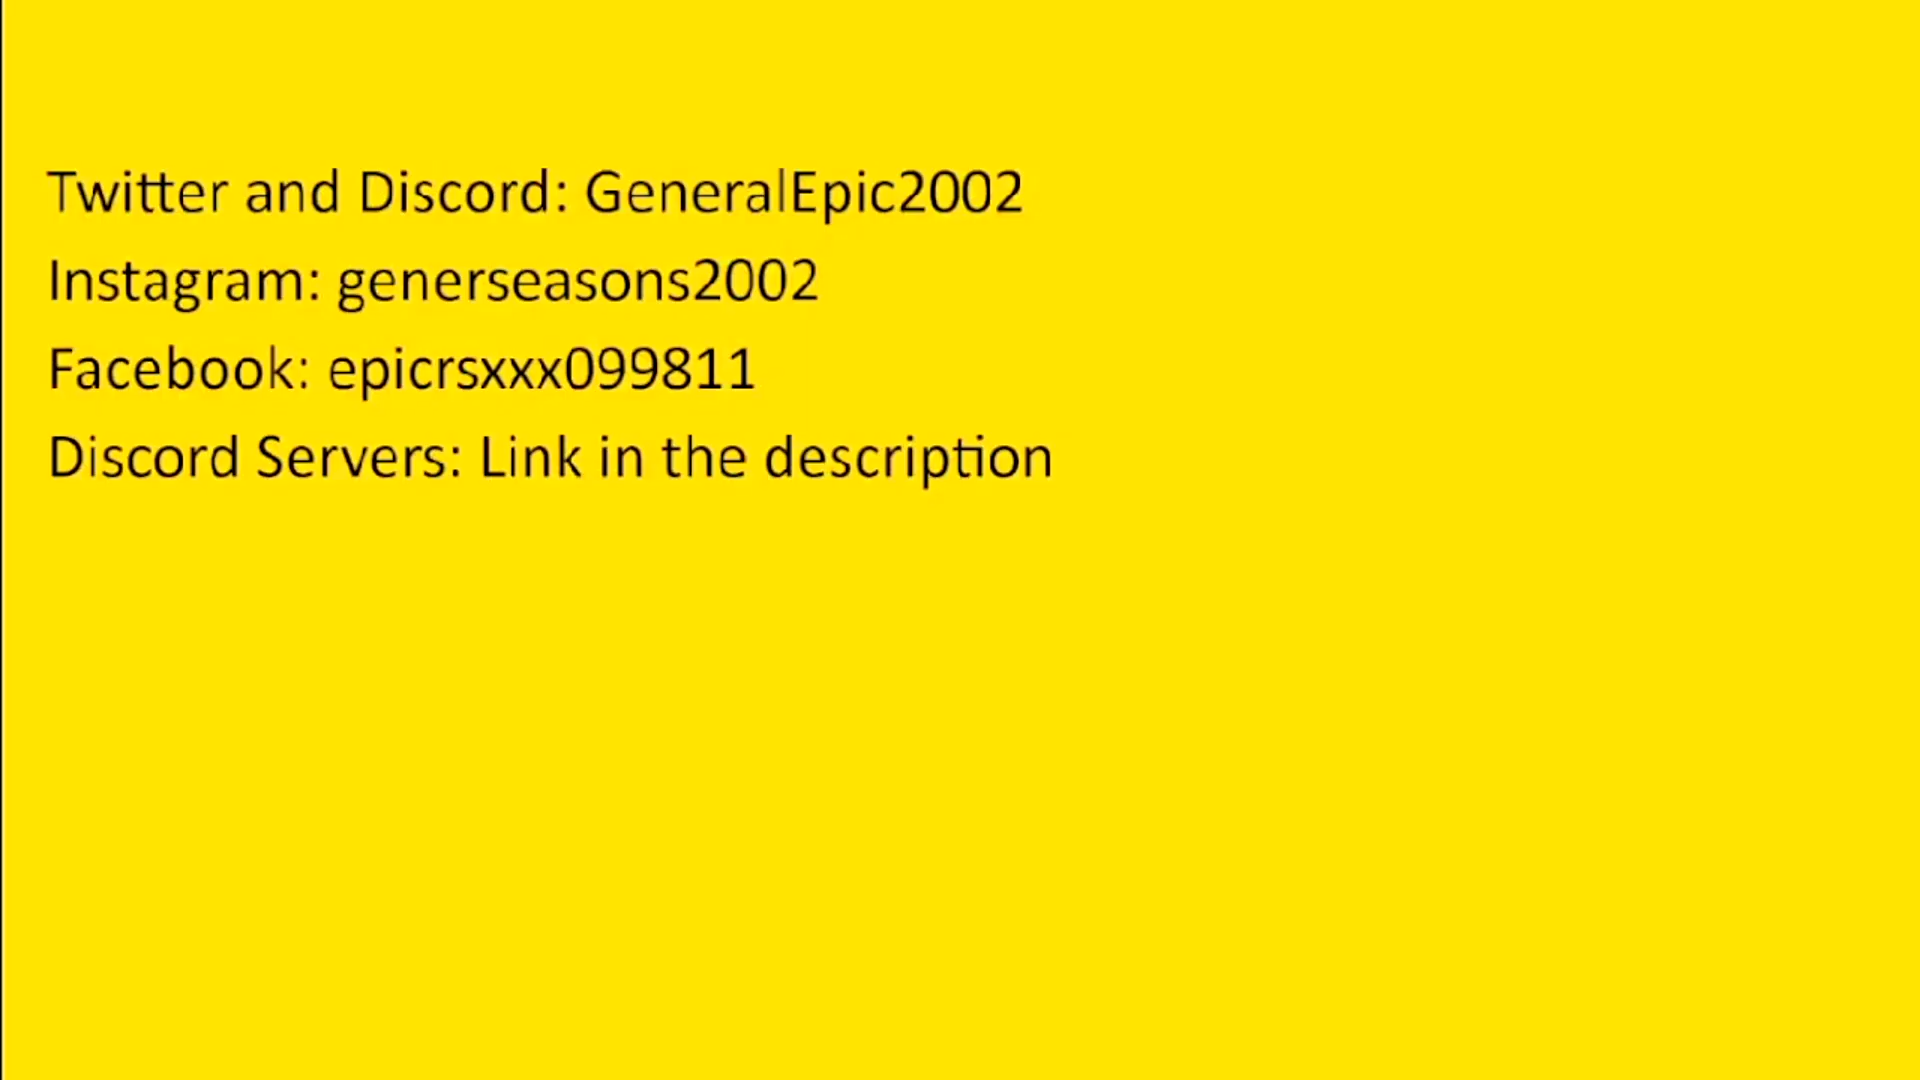 Twitter and Discord: GeneralEpic2002
Instagram: generseasons2002
Facebook: epicrsxxx099811
Discord Servers: Link in the description